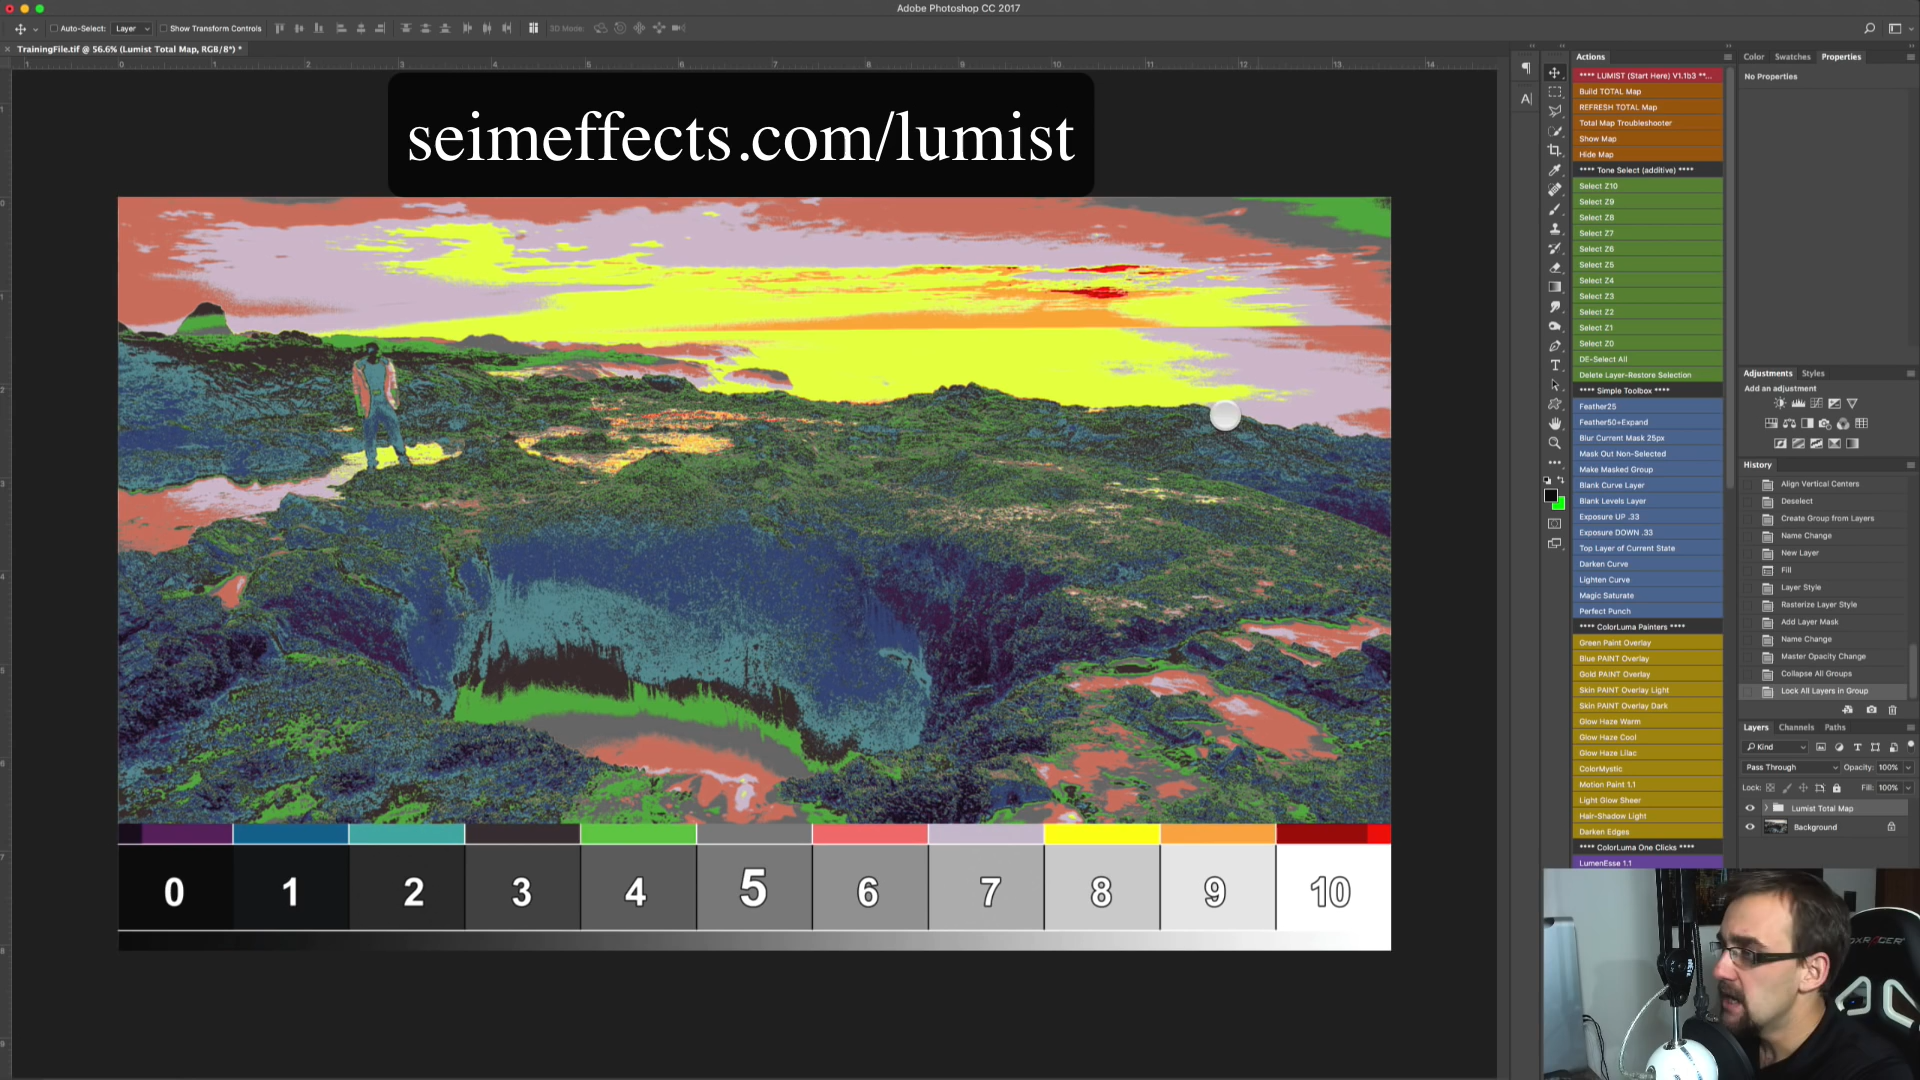 Adobe Photoshop CC 2017
Auto-Select: Layer Show Transform Controls 3D Mode:
TrainingFile.tif @ 56.6% (Lumist Total Map, RGB/8*) *
seimeffects.com/lumist
0 1 2 3 4 5 6 7 8 9 10
Actions
**** LUMIST (Start Here) V1.1b3 **...
Build TOTAL Map
REFRESH TOTAL Map
Total Map Troubleshooter
Show Map
Hide Map
**** Tone Select (additive) ****
Select Z10
Select Z9
Select Z8
Select Z7
Select Z6
Select Z5
Select Z4
Select Z3
Select Z2
Select Z1
Select Z0
DE-Select All
Delete Layer-Restore Selection
**** Simple Toolbox ****
Feather25
Feather50+Expand
Blur Current Mask 25px
Mask Out Non-Selected
Make Masked Group
Blank Curve Layer
Blank Levels Layer
Exposure UP .33
Exposure DOWN .33
Top Layer of Current State
Darken Curve
Lighten Curve
Magic Saturate
Perfect Punch
**** ColorLuma Painters ****
Green Paint Overlay
Blue PAINT Overlay
Gold PAINT Overlay
Skin PAINT Overlay Light
Skin PAINT Overlay Dark
Glow Haze Warm
Glow Haze Cool
Glow Haze Lilac
ColorMystic
Motion Paint 1.1
Light Glow Sheer
Hair-Shadow Light
Darken Edges
**** ColorLuma One Clicks ****
LumenEsse 1.1
Color Swatches Properties
No Properties
Adjustments Styles
Add an adjustment
History
Align Vertical Centers
Deselect
Create Group from Layers
Name Change
New Layer
Fill
Layer Style
Rasterize Layer Style
Add Layer Mask
Name Change
Master Opacity Change
Collapse All Groups
Lock All Layers in Group
Layers Channels Paths
Kind
Pass Through Opacity: 100%
Lock: Fill: 100%
Lumist Total Map
Background